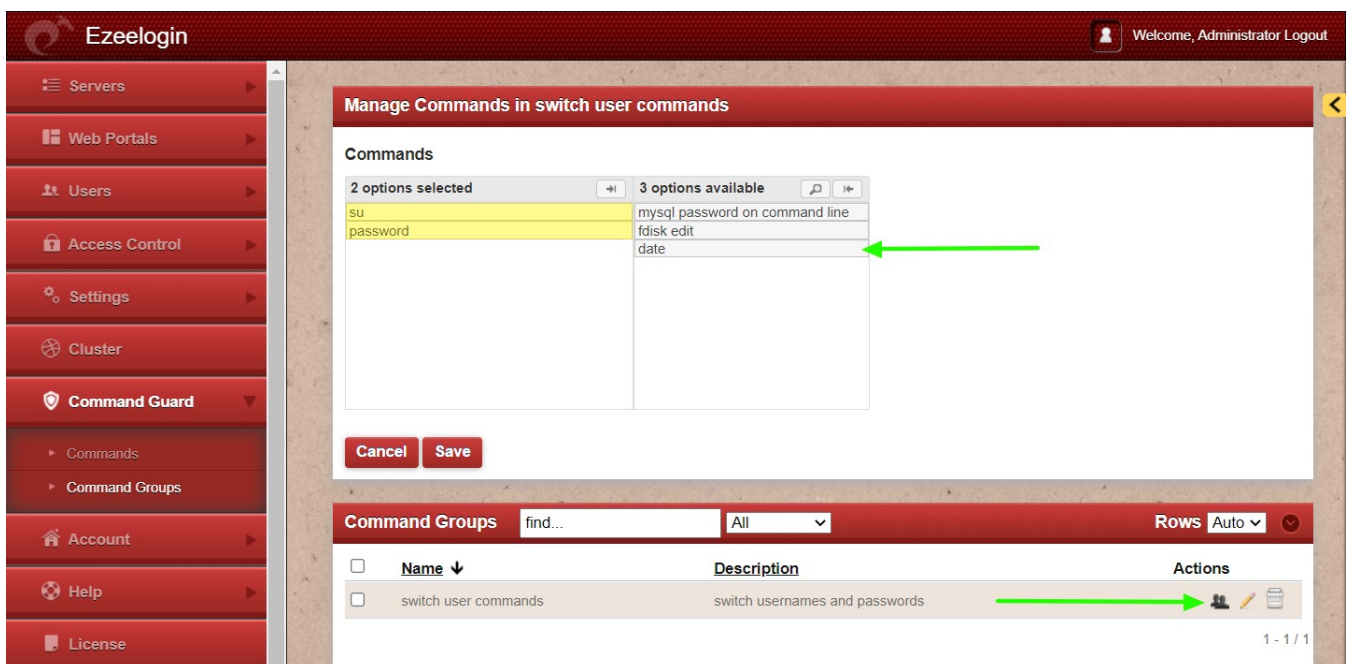 Ezeelogin
Welcome, Administrator Logout
Servers
Web Portals
Users
Access Control
Settings
Cluster
Command Guard
Commands
Command Groups
Account
Help
License
Manage Commands in switch user commands
Commands
2 options selected
3 options available
su
password
mysql password on command line
fdisk edit
date
Cancel Save
Command Groups find... All Rows Auto
Name Description Actions
switch user commands switch usernames and passwords
1 - 1 / 1